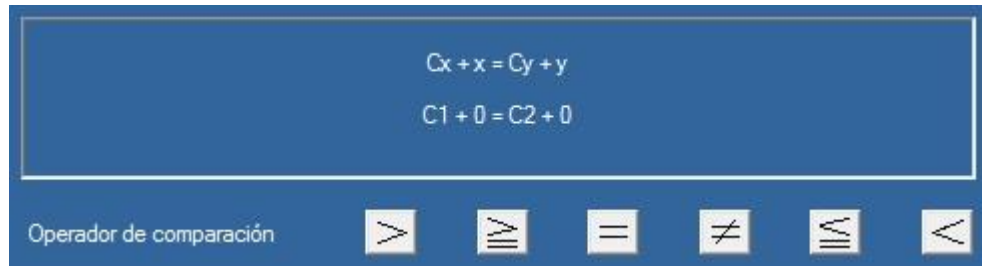 Cx + x = Cy + y
C1 + 0 = C2 + 0
Operador de comparación > ≧ = ≠ ≦ <